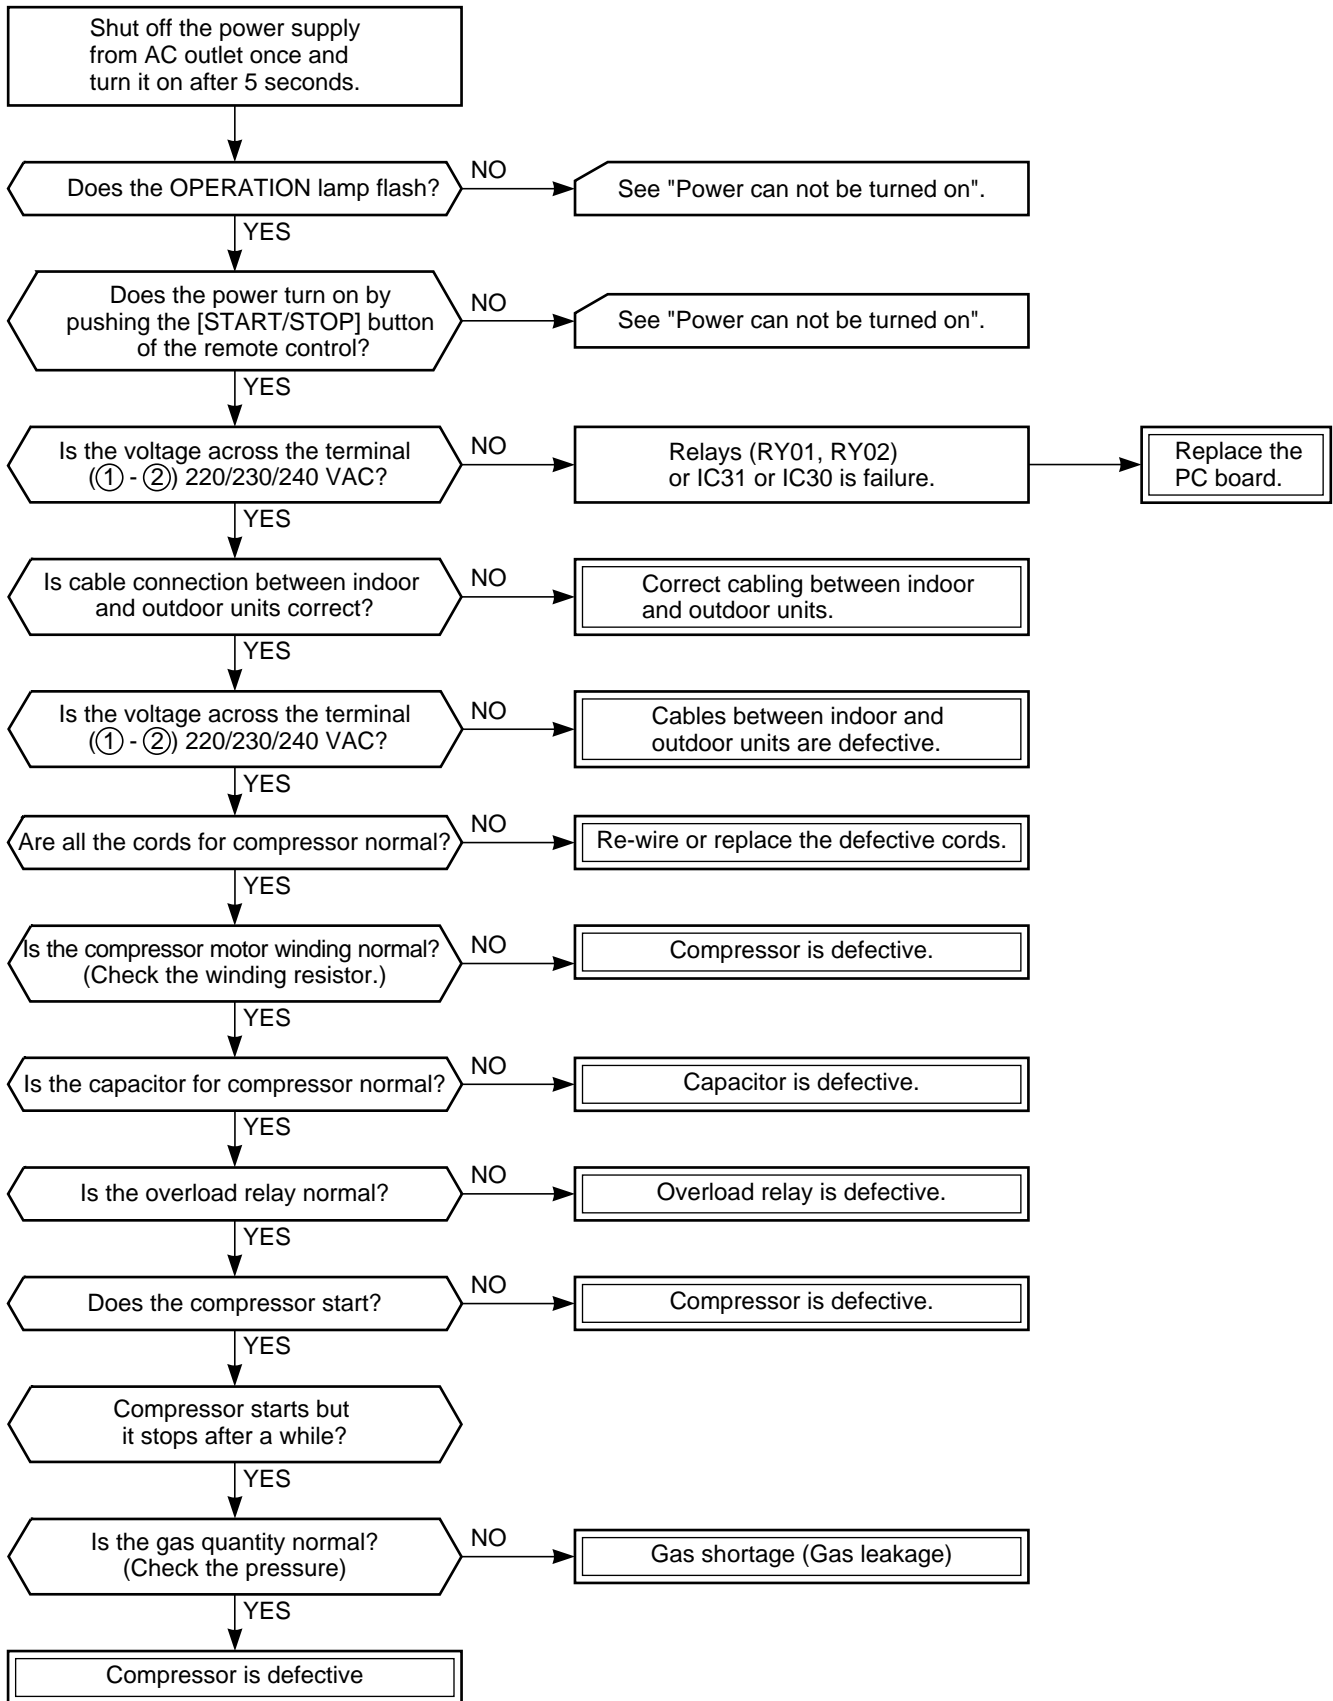 Shut off the power supply
from AC outlet once and
turn it on after 5 seconds.
Does the OPERATION lamp flash?
NO
See "Power can not be turned on".
YES
Does the power turn on by
pushing the [START/STOP] button
of the remote control?
NO
See "Power can not be turned on".
YES
Is the voltage across the terminal
(① - ②) 220/230/240 VAC?
NO
Relays (RY01, RY02)
or IC31 or IC30 is failure.
Replace the
PC board.
YES
Is cable connection between indoor
and outdoor units correct?
NO
Correct cabling between indoor
and outdoor units.
YES
Is the voltage across the terminal
(① - ②) 220/230/240 VAC?
NO
Cables between indoor and
outdoor units are defective.
YES
Are all the cords for compressor normal?
NO
Re-wire or replace the defective cords.
YES
Is the compressor motor winding normal?
(Check the winding resistor.)
NO
Compressor is defective.
YES
Is the capacitor for compressor normal?
NO
Capacitor is defective.
YES
Is the overload relay normal?
NO
Overload relay is defective.
YES
Does the compressor start?
NO
Compressor is defective.
YES
Compressor starts but
it stops after a while?
YES
Is the gas quantity normal?
(Check the pressure)
NO
Gas shortage (Gas leakage)
YES
Compressor is defective